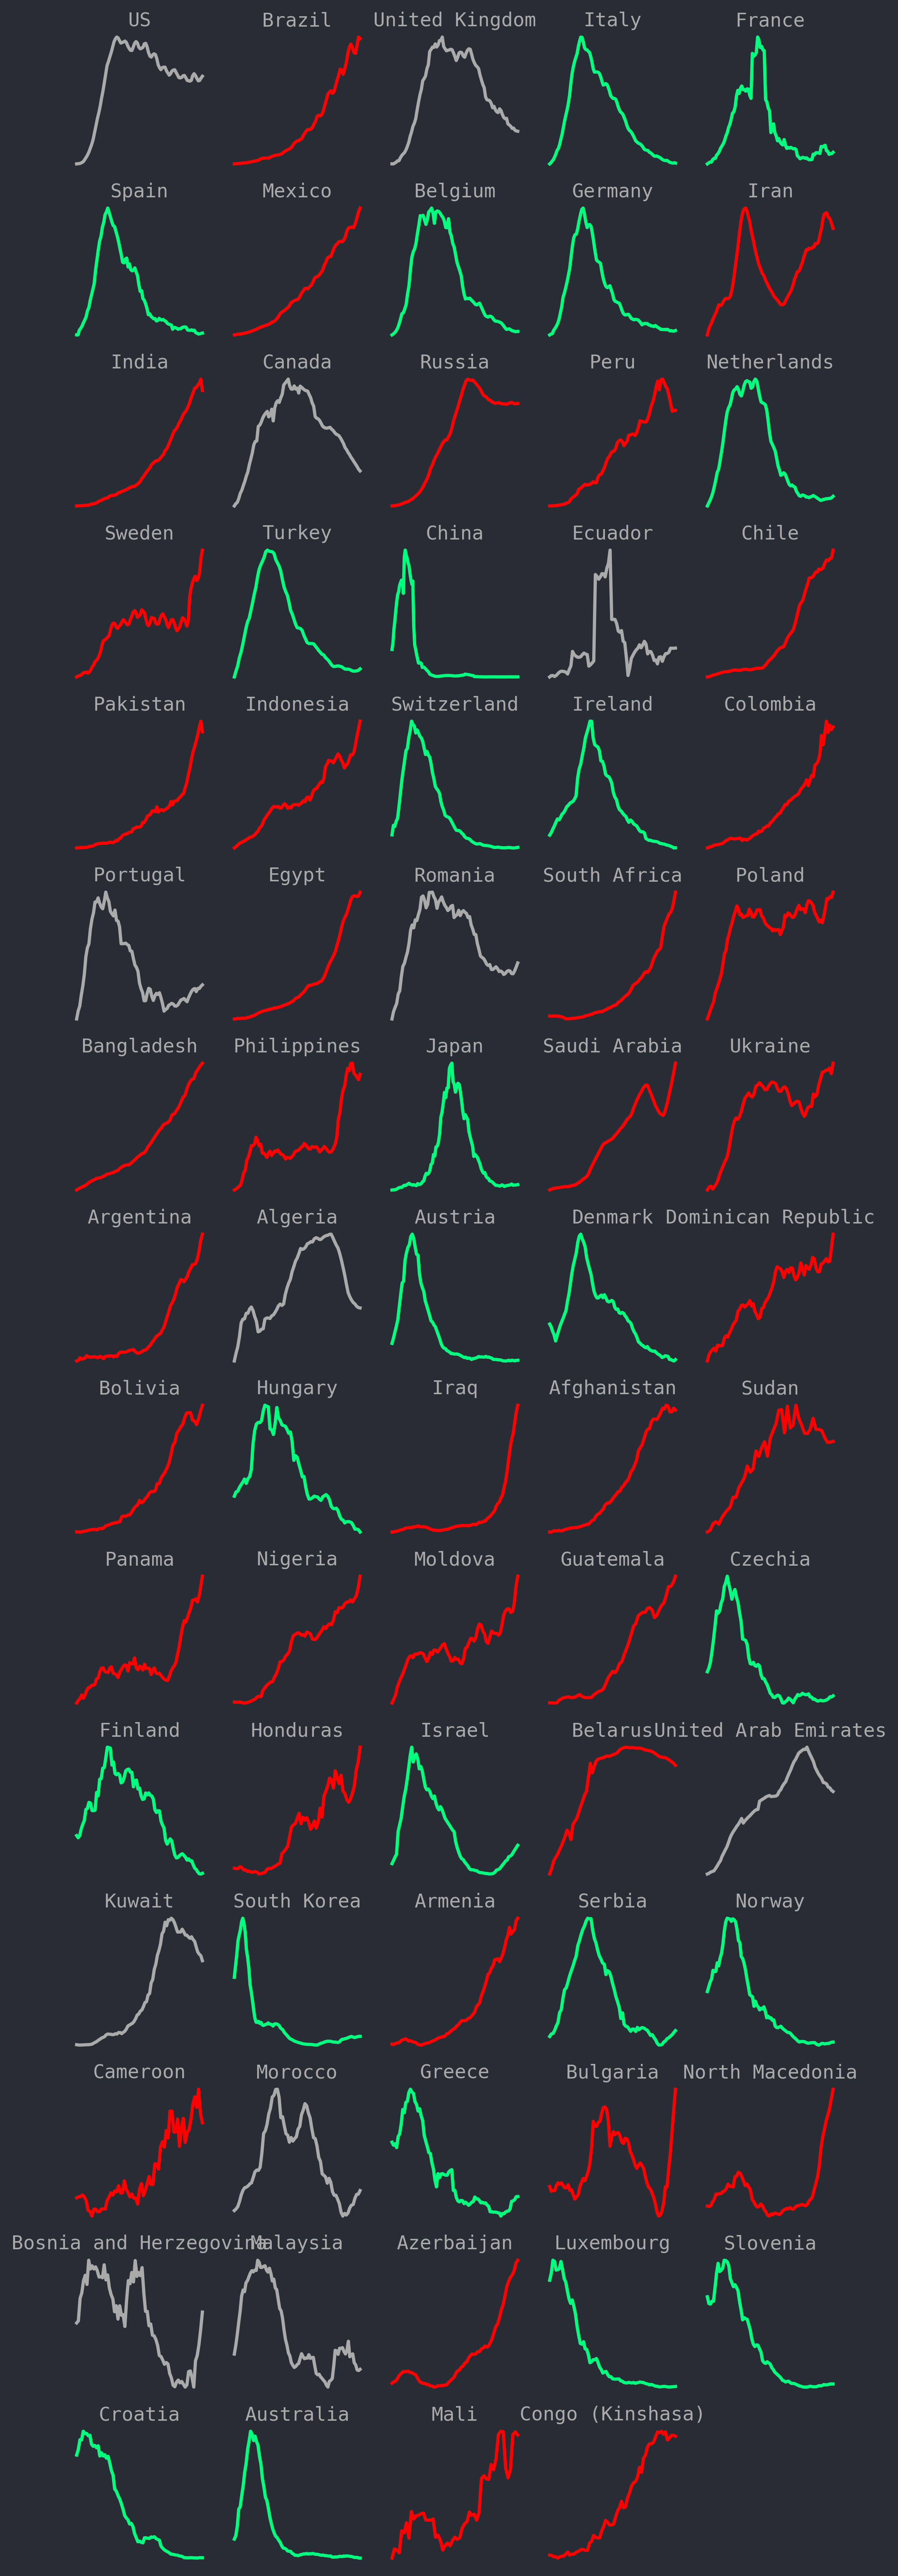 US Brazil United Kingdom Italy France
Spain Mexico Belgium Germany Iran
India Canada Russia Peru Netherlands
Sweden Turkey China Ecuador Chile
Pakistan Indonesia Switzerland Ireland Colombia
Portugal Egypt Romania South Africa Poland
Bangladesh Philippines Japan Saudi Arabia Ukraine
Argentina Algeria Austria Denmark Dominican Republic
Bolivia Hungary Iraq Afghanistan Sudan
Panama Nigeria Moldova Guatemala Czechia
Finland Honduras Israel Belarus United Arab Emirates
Kuwait South Korea Armenia Serbia Norway
Cameroon Morocco Greece Bulgaria North Macedonia
Bosnia and Herzegovina Malaysia Azerbaijan Luxembourg Slovenia
Croatia Australia Mali Congo (Kinshasa)